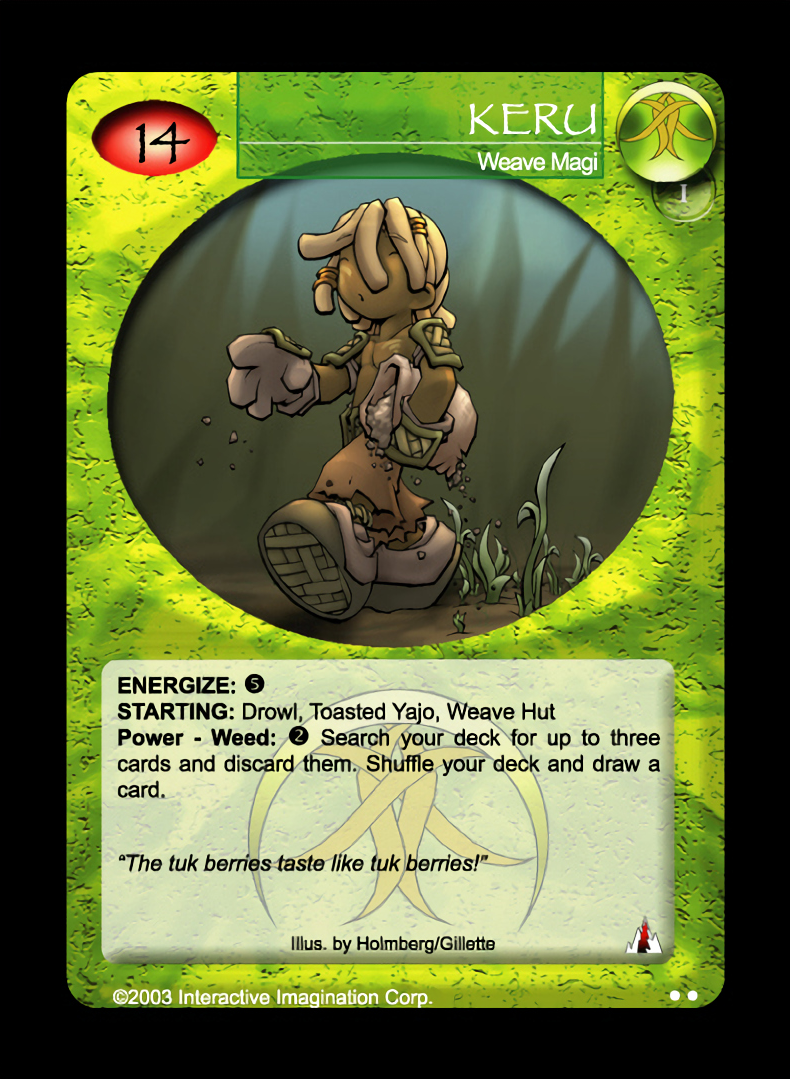 14
KERU
Weave Magi
I
ENERGIZE: ❺
STARTING: Drowl, Toasted Yajo, Weave Hut
Power - Weed: ❷ Search your deck for up to three
cards and discard them. Shuffle your deck and draw a
card.
“The tuk berries taste like tuk berries!”
Illus. by Holmberg/Gillette
©2003 Interactive Imagination Corp.